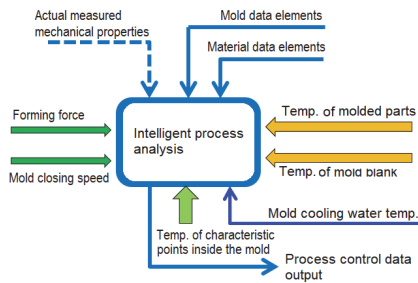 Actual measured
mechanical properties
Mold data elements
Material data elements
Forming force
Mold closing speed
Intelligent process
analysis
Temp. of molded parts
Temp. of mold blank
Mold cooling water temp.
Temp. of characteristic
points inside the mold
Process control data
output